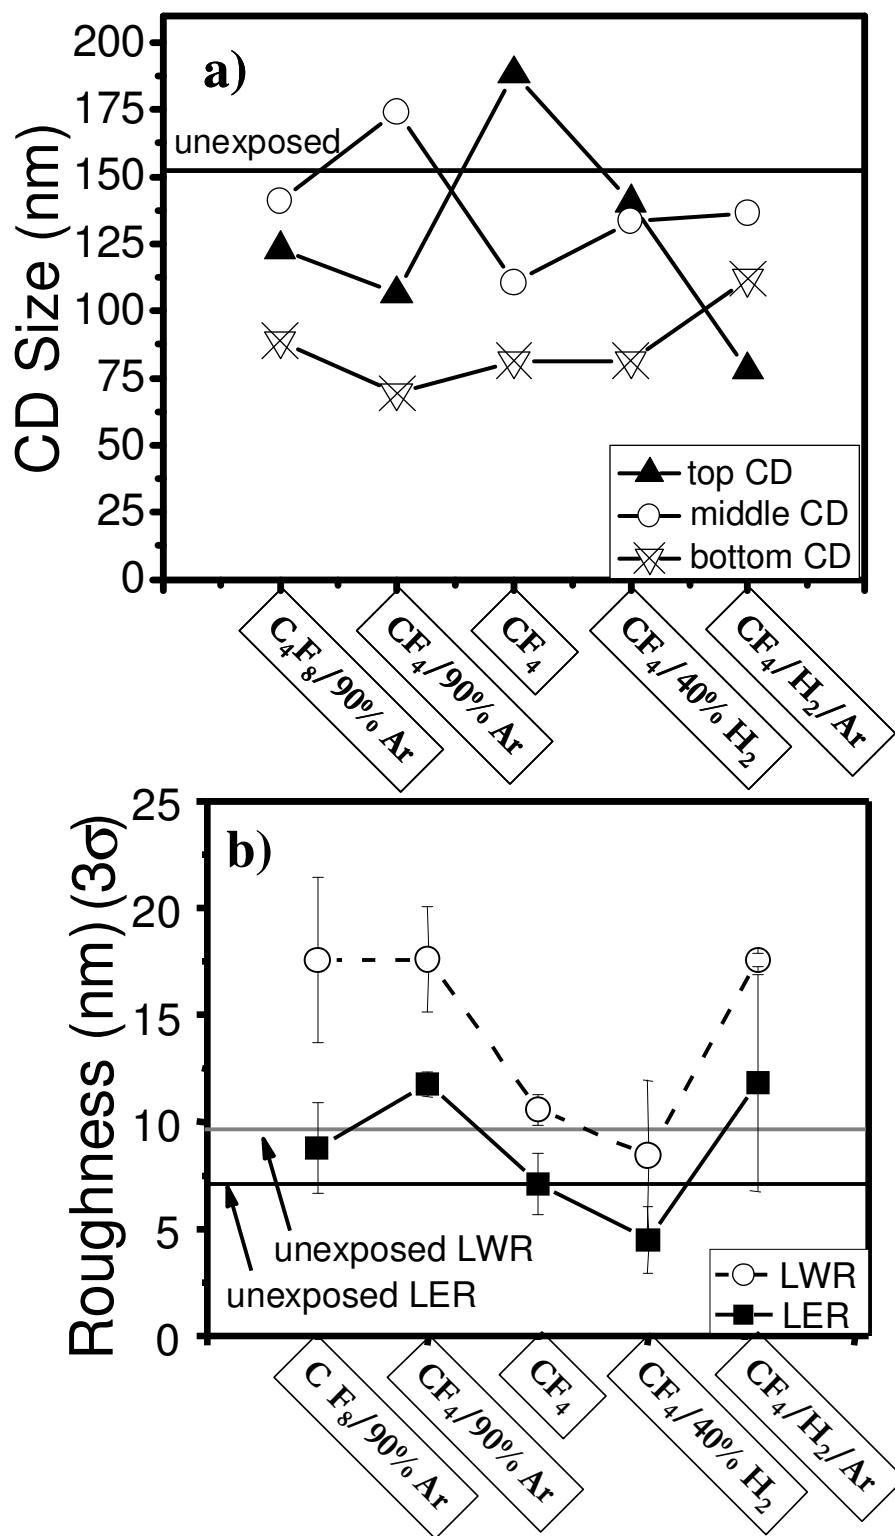 a)
CD Size (nm)
200
175
150
125
100
75
50
25
0
unexposed
top CD
middle CD
bottom CD
C₄F₈/90% Ar
CF₄/90% Ar
CF₄
CF₄/40% H₂
CF₄/H₂/Ar
b)
Roughness (nm) (3σ)
25
20
15
10
5
0
unexposed LWR
unexposed LER
LWR
LER
C F₈/90% Ar
CF₄/90% Ar
CF₄
CF₄/40% H₂
CF₄/H₂/Ar